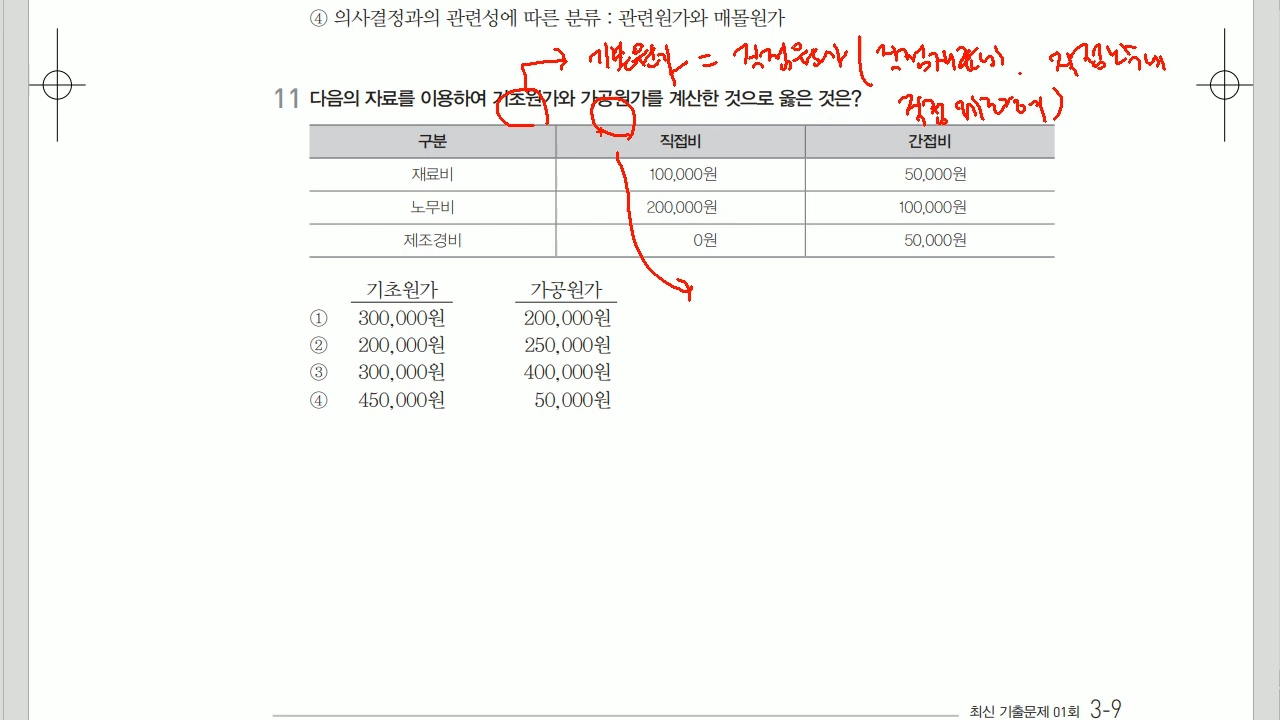 ④ 의사결정과의 관련성에 따른 분류 : 관련원가와 매몰원가
기본원가 = 직접원가 ( 직접재료비. 직접노무비
직접제조경비 )
11 다음의 자료를 이용하여 기초원가와 가공원가를 계산한 것으로 옳은 것은?
구분 직접비 간접비
재료비 100,000원 50,000원
노무비 200,000원 100,000원
제조경비 0원 50,000원
기초원가 가공원가
① 300,000원 200,000원
② 200,000원 250,000원
③ 300,000원 400,000원
④ 450,000원 50,000원
최신 기출문제 01회 3-9